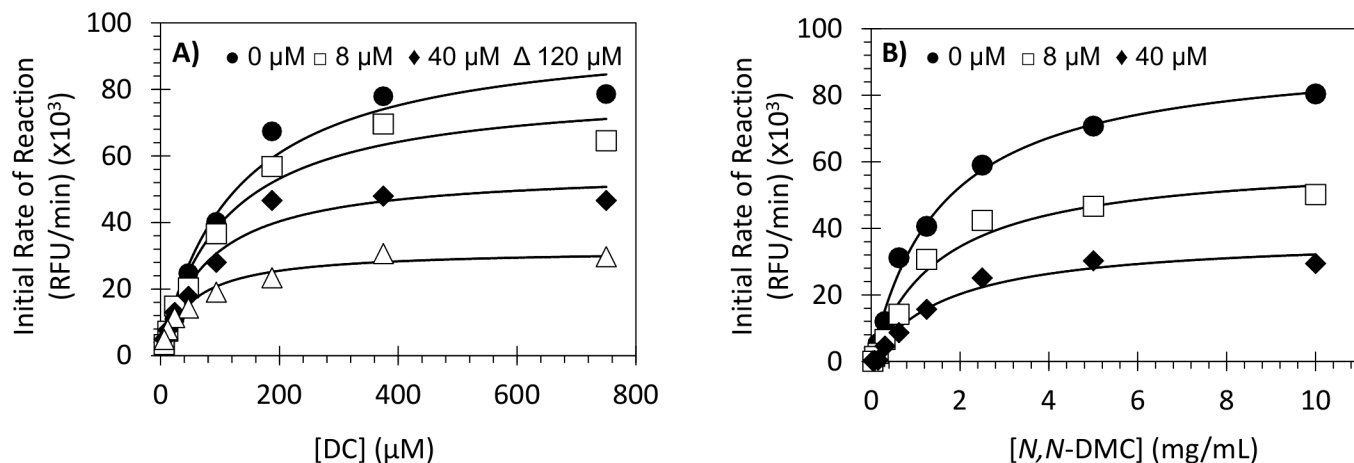 A) ● 0 µM □ 8 µM ◆ 40 µM Δ 120 µM
Initial Rate of Reaction
(RFU/min) (x10³)
100
80
60
40
20
0
0 200 400 600 800
[DC] (µM)
B) ● 0 µM □ 8 µM ◆ 40 µM
Initial Rate of Reaction
(RFU/min) (x10³)
100
80
60
40
20
0
0 2 4 6 8 10
[N,N-DMC] (mg/mL)